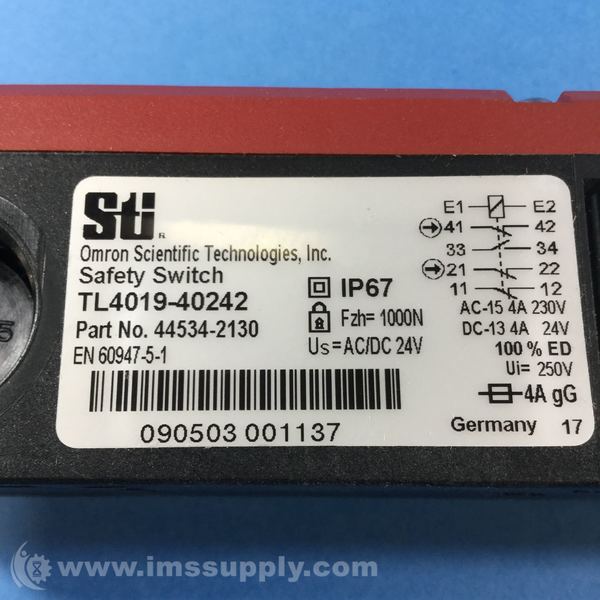 Sti
R
Omron Scientific Technologies, Inc.
Safety Switch
TL4019-40242
Part No. 44534-2130
EN 60947-5-1
IP67
Fzh= 1000N
Us=AC/DC 24V
E1 E2
41 42
33 34
21 22
11 12
AC-15 4A 230V
DC-13 4A 24V
100 % ED
Ui= 250V
4A gG
090503 001137
Germany 17
www.imssupply.com